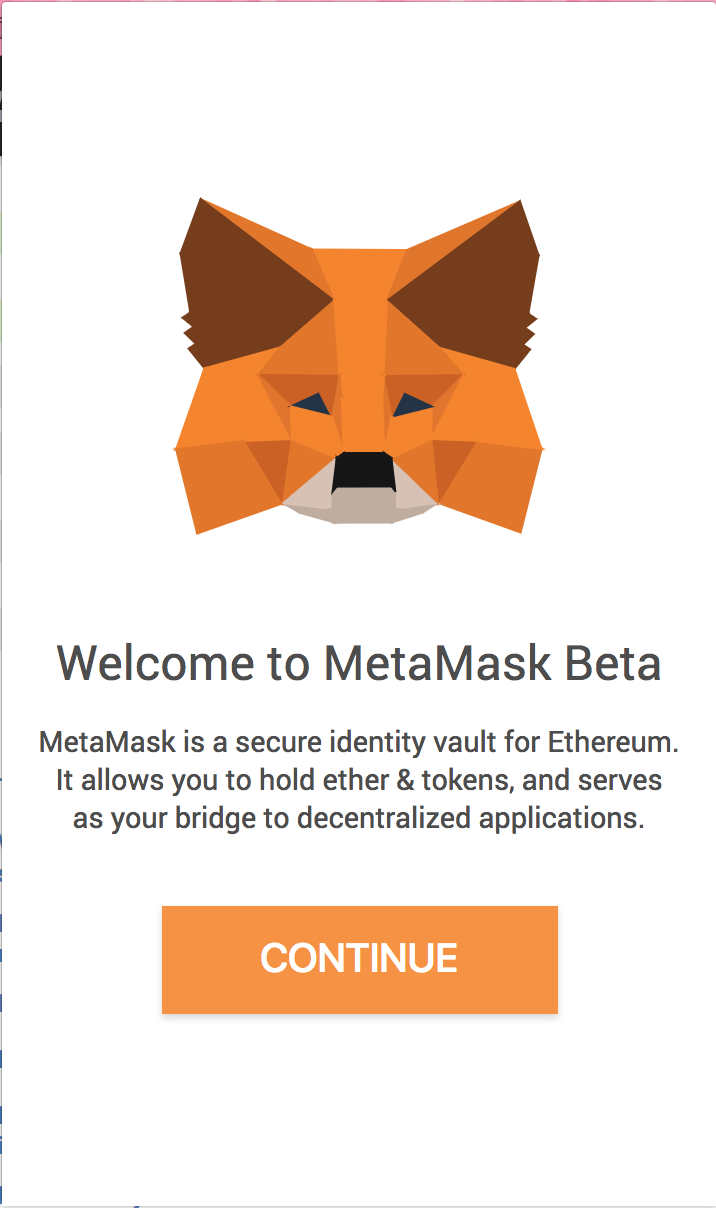 Welcome to MetaMask Beta
MetaMask is a secure identity vault for Ethereum.
It allows you to hold ether & tokens, and serves
as your bridge to decentralized applications.
CONTINUE